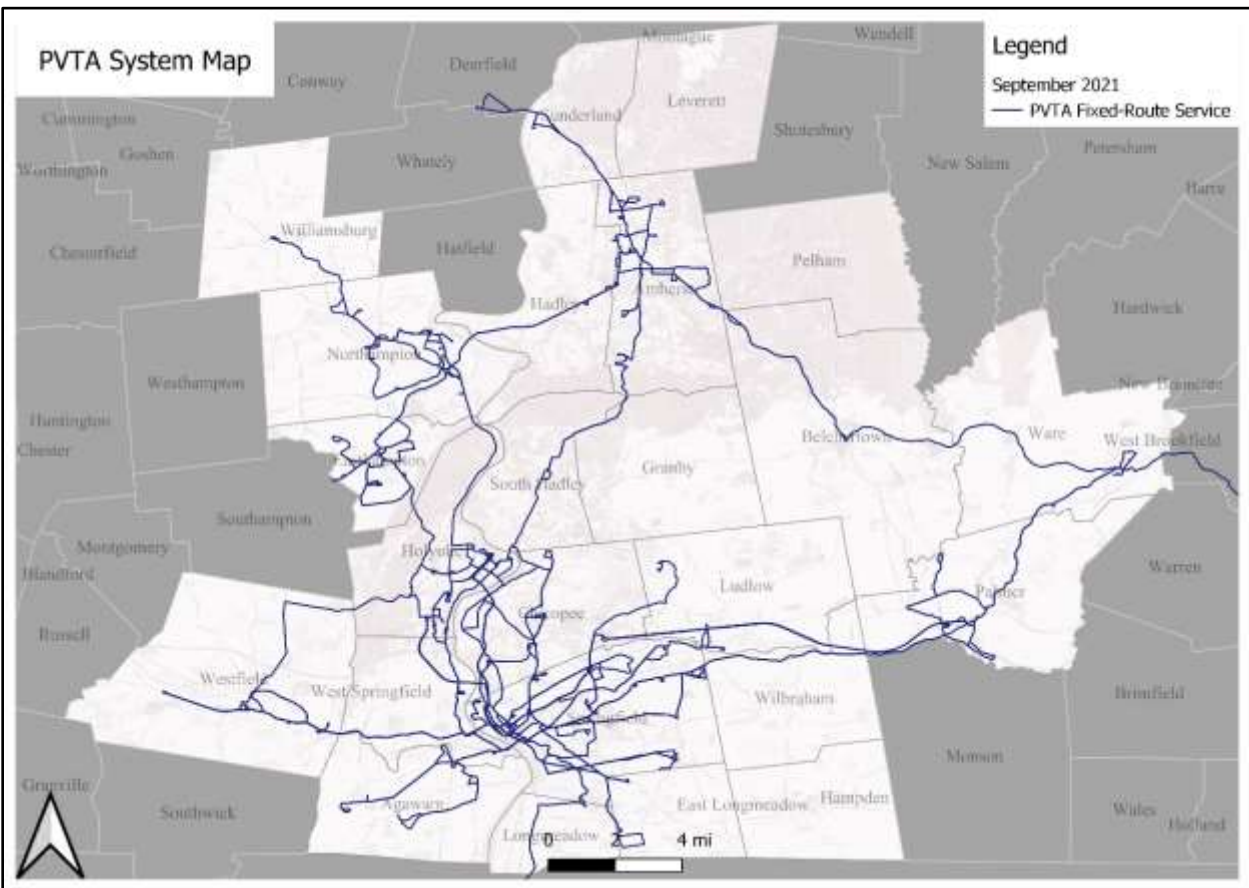 PVTA System Map
Legend
September 2021
PVTA Fixed-Route Service
Montague
Wendell
Deerfield
Conway
Leverett
Cummington
Sunderland
Shutesbury
Petersham
Goshen
Whately
New Salem
Worthington
Williamsburg
Hatfield
Chesterfield
Pelham
Hadley
Amherst
Hardwick
Northampton
Westhampton
Huntington
New Braintree
Chester
Belchertown
Ware
West Brookfield
Granby
South Hadley
Southampton
Montgomery
Holyoke
Blandford
Ludlow
Warren
Palmer
Chicopee
Russell
Westfield
West Springfield
Springfield
Wilbraham
Brimfield
Monson
Granville
Southwick
Agawam
East Longmeadow
Hampden
Wales
Holland
Longmeadow
0 2 4 mi